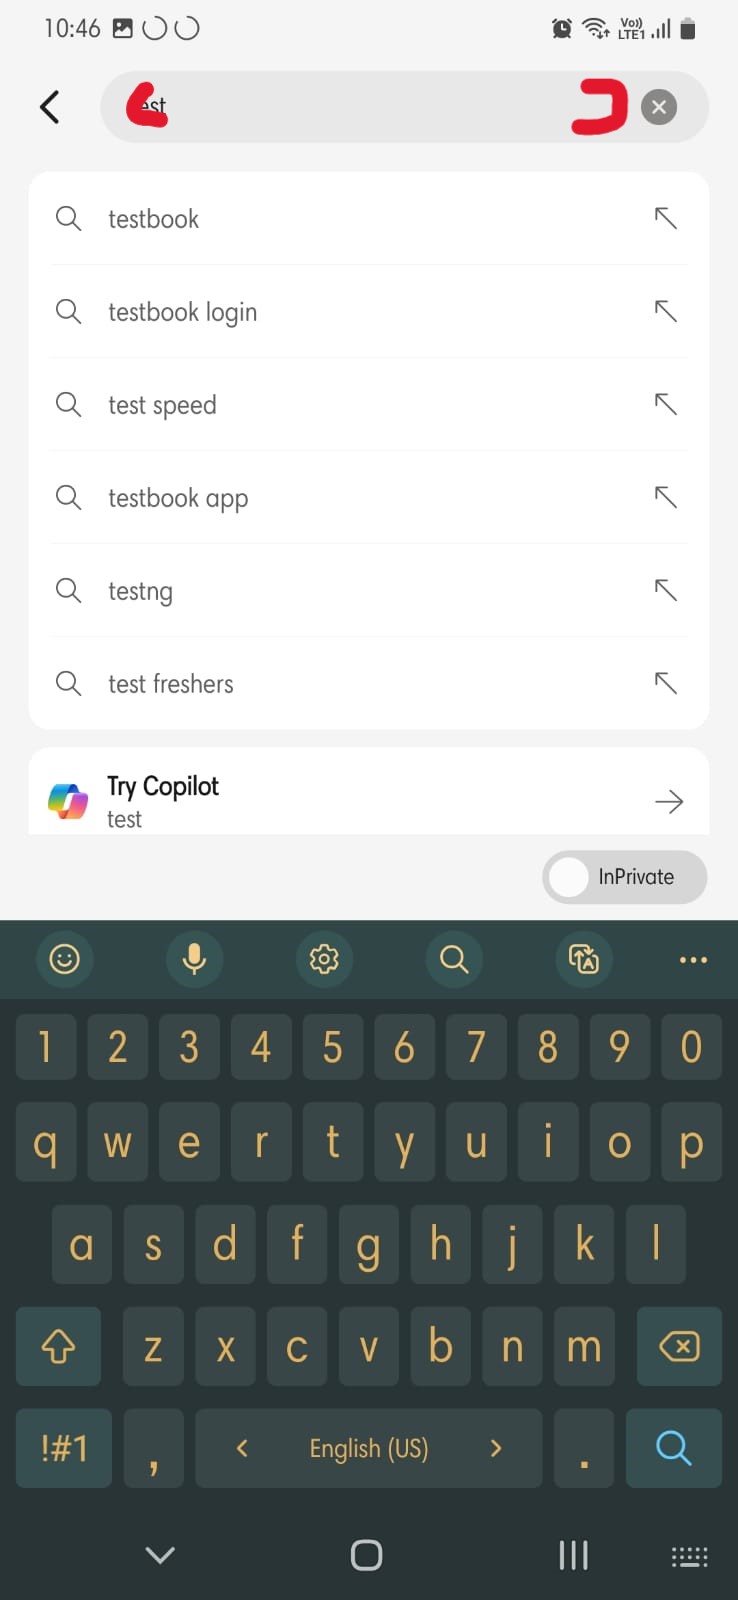 10:46 Vo)) LTE1
est
testbook
testbook login
test speed
testbook app
testng
test freshers
Try Copilot
test
InPrivate
1 2 3 4 5 6 7 8 9 0
q w e r t y u i o p
a s d f g h j k l
z x c v b n m
!#1 , < English (US) > .